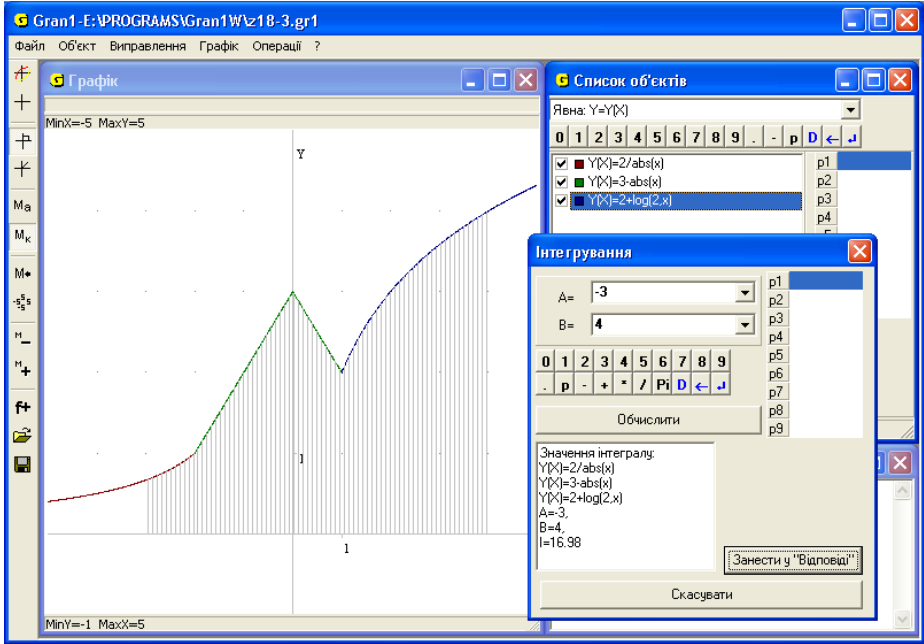 Gran1-E:\PROGRAMS\Gran1W\z18-3.gr1
Файл Об'єкт Виправлення Графік Операції ?
Графік
MinX=-5 MaxY=5
Y
1
1
MinY=-1 MaxX=5
Ma
Мк
M
S
M
M
f+
Список об'єктів
Явна: Y=Y(X)
0 1 2 3 4 5 6 7 8 9 . - p D ← ↲
Y(X)=2/abs(x)
Y(X)=3-abs(x)
Y(X)=2+log(2,x)
p1
p2
p3
p4
Інтегрування
A= -3
B= 4
0 1 2 3 4 5 6 7 8 9
. p - + * / Pi D ← ↲
Обчислити
p1
p2
p3
p4
p5
p6
p7
p8
p9
Значення інтегралу:
Y(X)=2/abs(x)
Y(X)=3-abs(x)
Y(X)=2+log(2,x)
A=-3,
B=4,
I=16.98
Занести у "Відповіді"
Скасувати